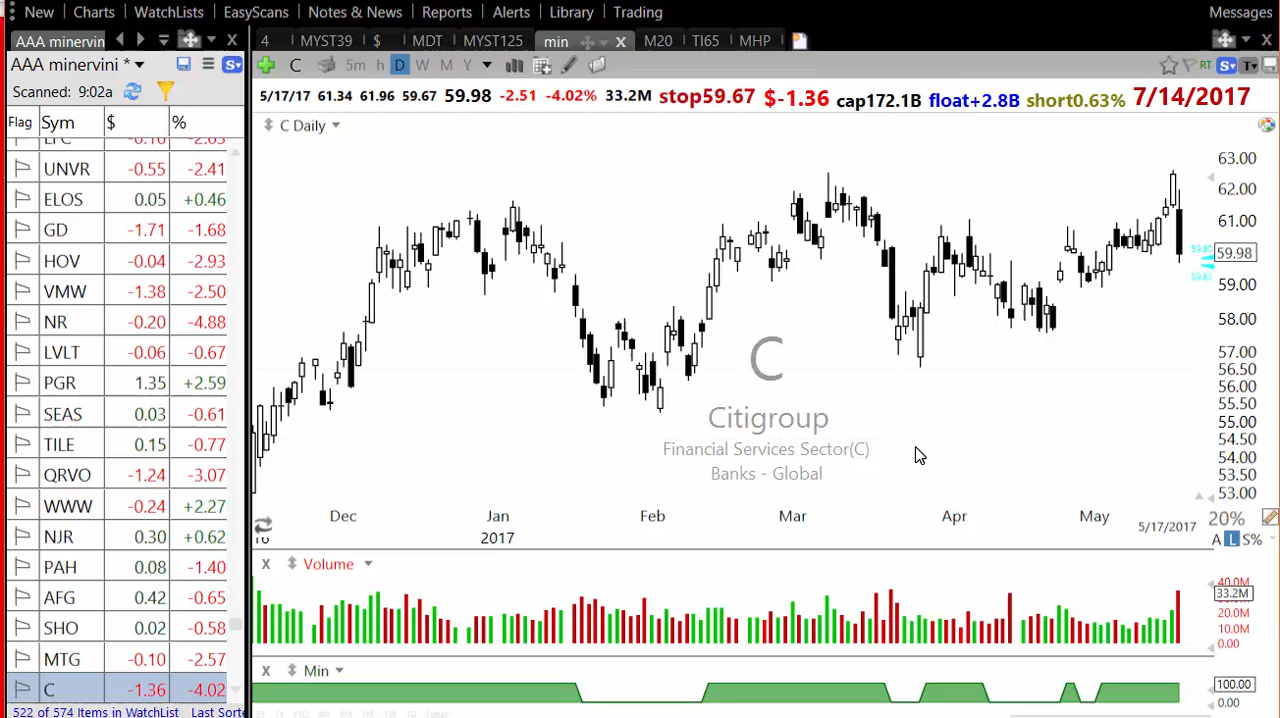 New Charts WatchLists EasyScans Notes & News Reports Alerts Library Trading Messages
AAA minervin 4 MYST39 $ MDT MYST125 min M20 TI65 MHP
AAA minervini * C 5m h D W M Y RT S T
Scanned: 9:02a 5/17/17 61.34 61.96 59.67 59.98 -2.51 -4.02% 33.2M stop59.67 $-1.36 cap172.1B float+2.8B short0.63% 7/14/2017
Flag Sym $ %
C Daily
UNVR -0.55 -2.41
ELOS 0.05 +0.46
GD -1.71 -1.68
HOV -0.04 -2.93
VMW -1.38 -2.50
NR -0.20 -4.88
LVLT -0.06 -0.67
PGR 1.35 +2.59
SEAS 0.03 -0.61
TILE 0.15 -0.77
QRVO -1.24 -3.07
WWW -0.24 +2.27
NJR 0.30 +0.62
PAH 0.08 -1.40
AFG 0.42 -0.65
SHO 0.02 -0.58
MTG -0.10 -2.57
C -1.36 -4.02
522 of 574 Items in WatchList Last Sorte
63.00
62.00
61.00
59.80
59.98
59.81
59.00
58.00
57.00
56.50
56.00
55.50
55.00
54.50
54.00
53.50
53.00
C
Citigroup
Financial Services Sector(C)
Banks - Global
Dec Jan Feb Mar Apr May 5/17/2017 20%
2017
A L S%
Volume
40.0M
33.2M
20.0M
10.0M
0.00
Min
100.00
0.00